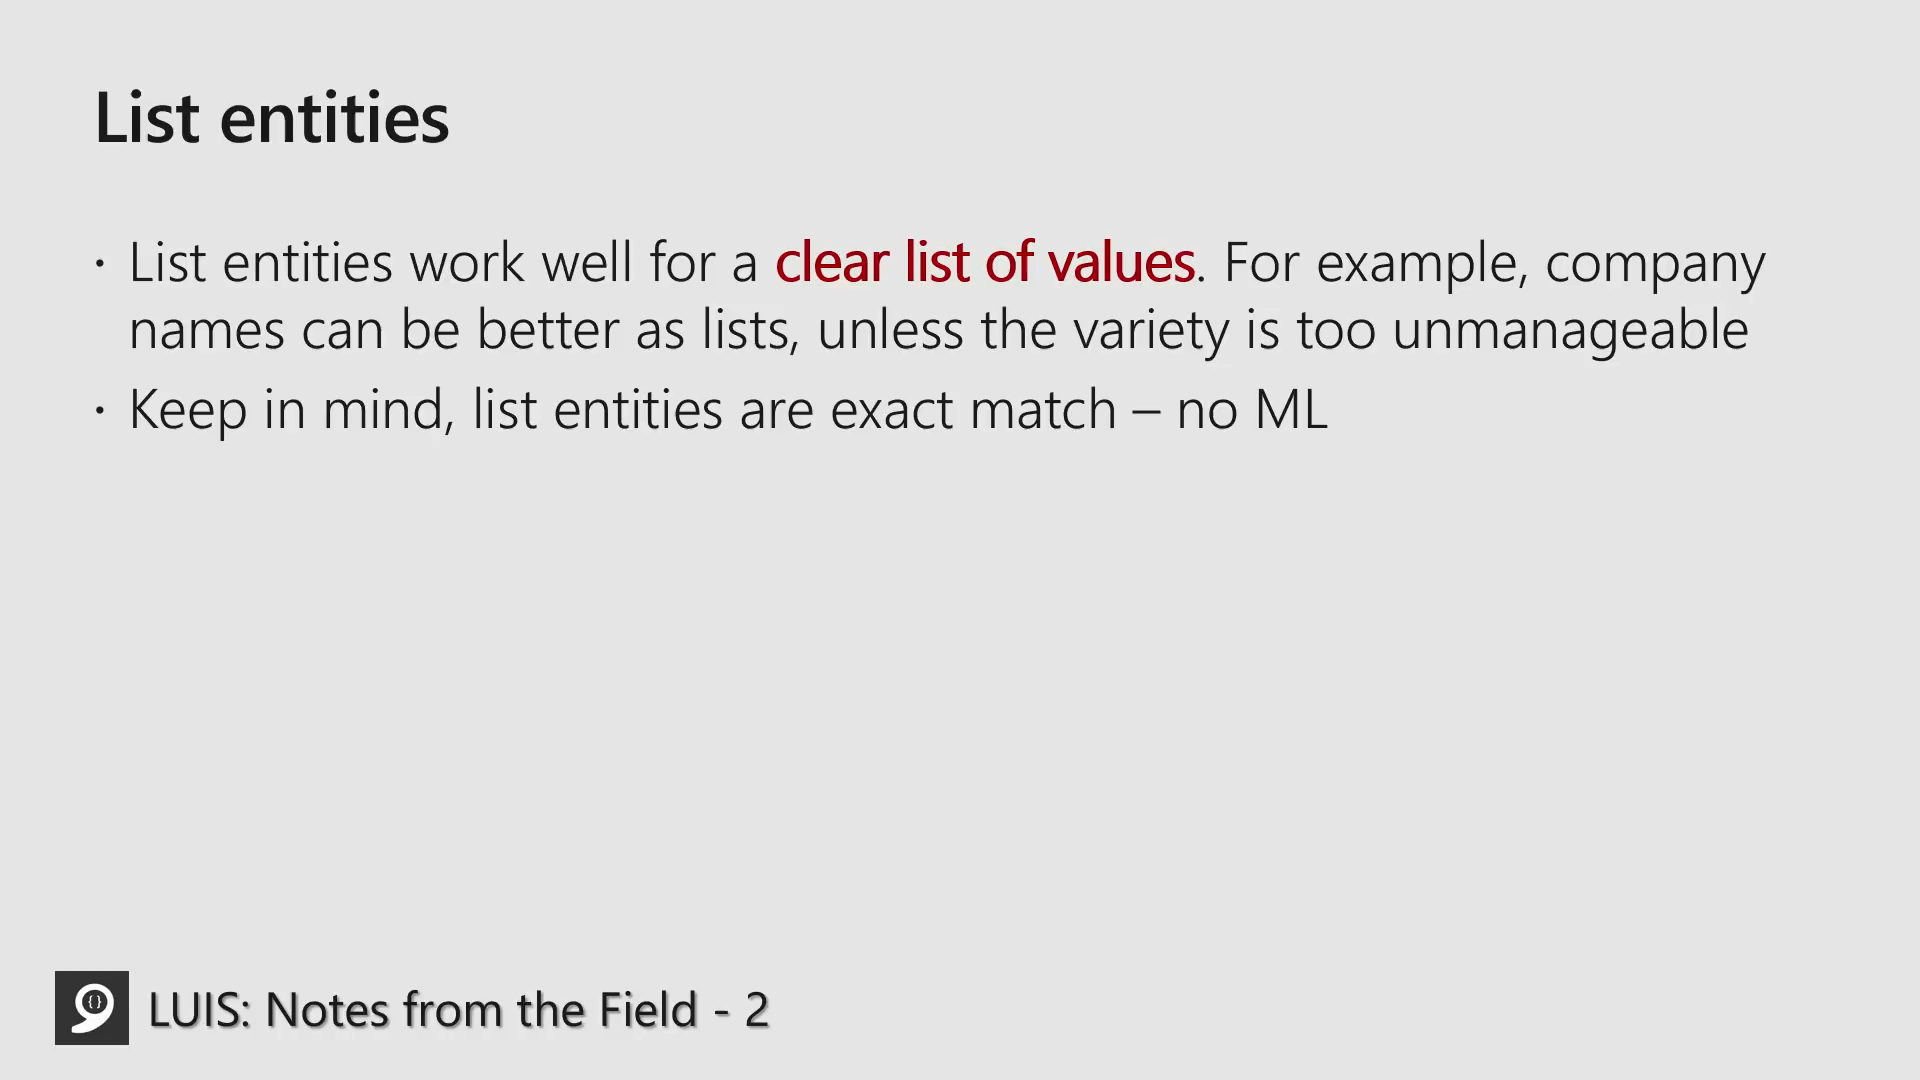 List entities
· List entities work well for a clear list of values. For example, company
names can be better as lists, unless the variety is too unmanageable
· Keep in mind, list entities are exact match – no ML
{}
LUIS: Notes from the Field - 2